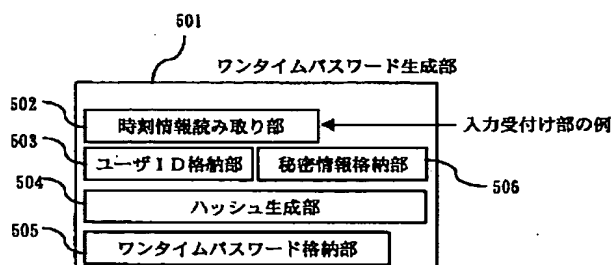 501
ワンタイムパスワード生成部
502
時刻情報読み取り部
入力受付け部の例
503
ユーザID格納部
秘密情報格納部
504
506
ハッシュ生成部
505
ワンタイムパスワード格納部